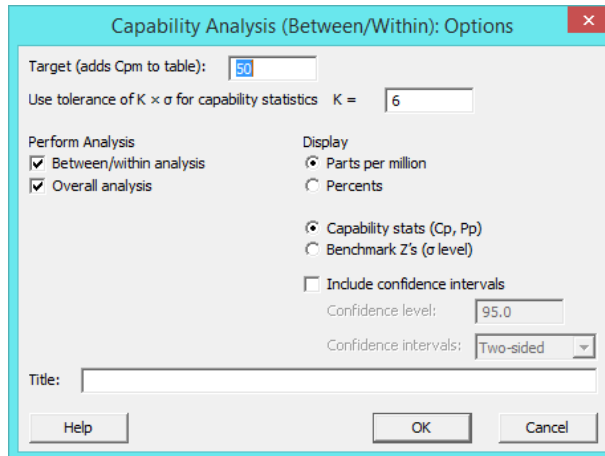 Capability Analysis (Between/Within): Options
Target (adds Cpm to table): 50
Use tolerance of K × σ for capability statistics K = 6
Perform Analysis
Between/within analysis
Overall analysis
Display
Parts per million
Percents
Capability stats (Cp, Pp)
Benchmark Z's (σ level)
Include confidence intervals
Confidence level: 95.0
Confidence intervals: Two-sided
Title:
Help OK Cancel